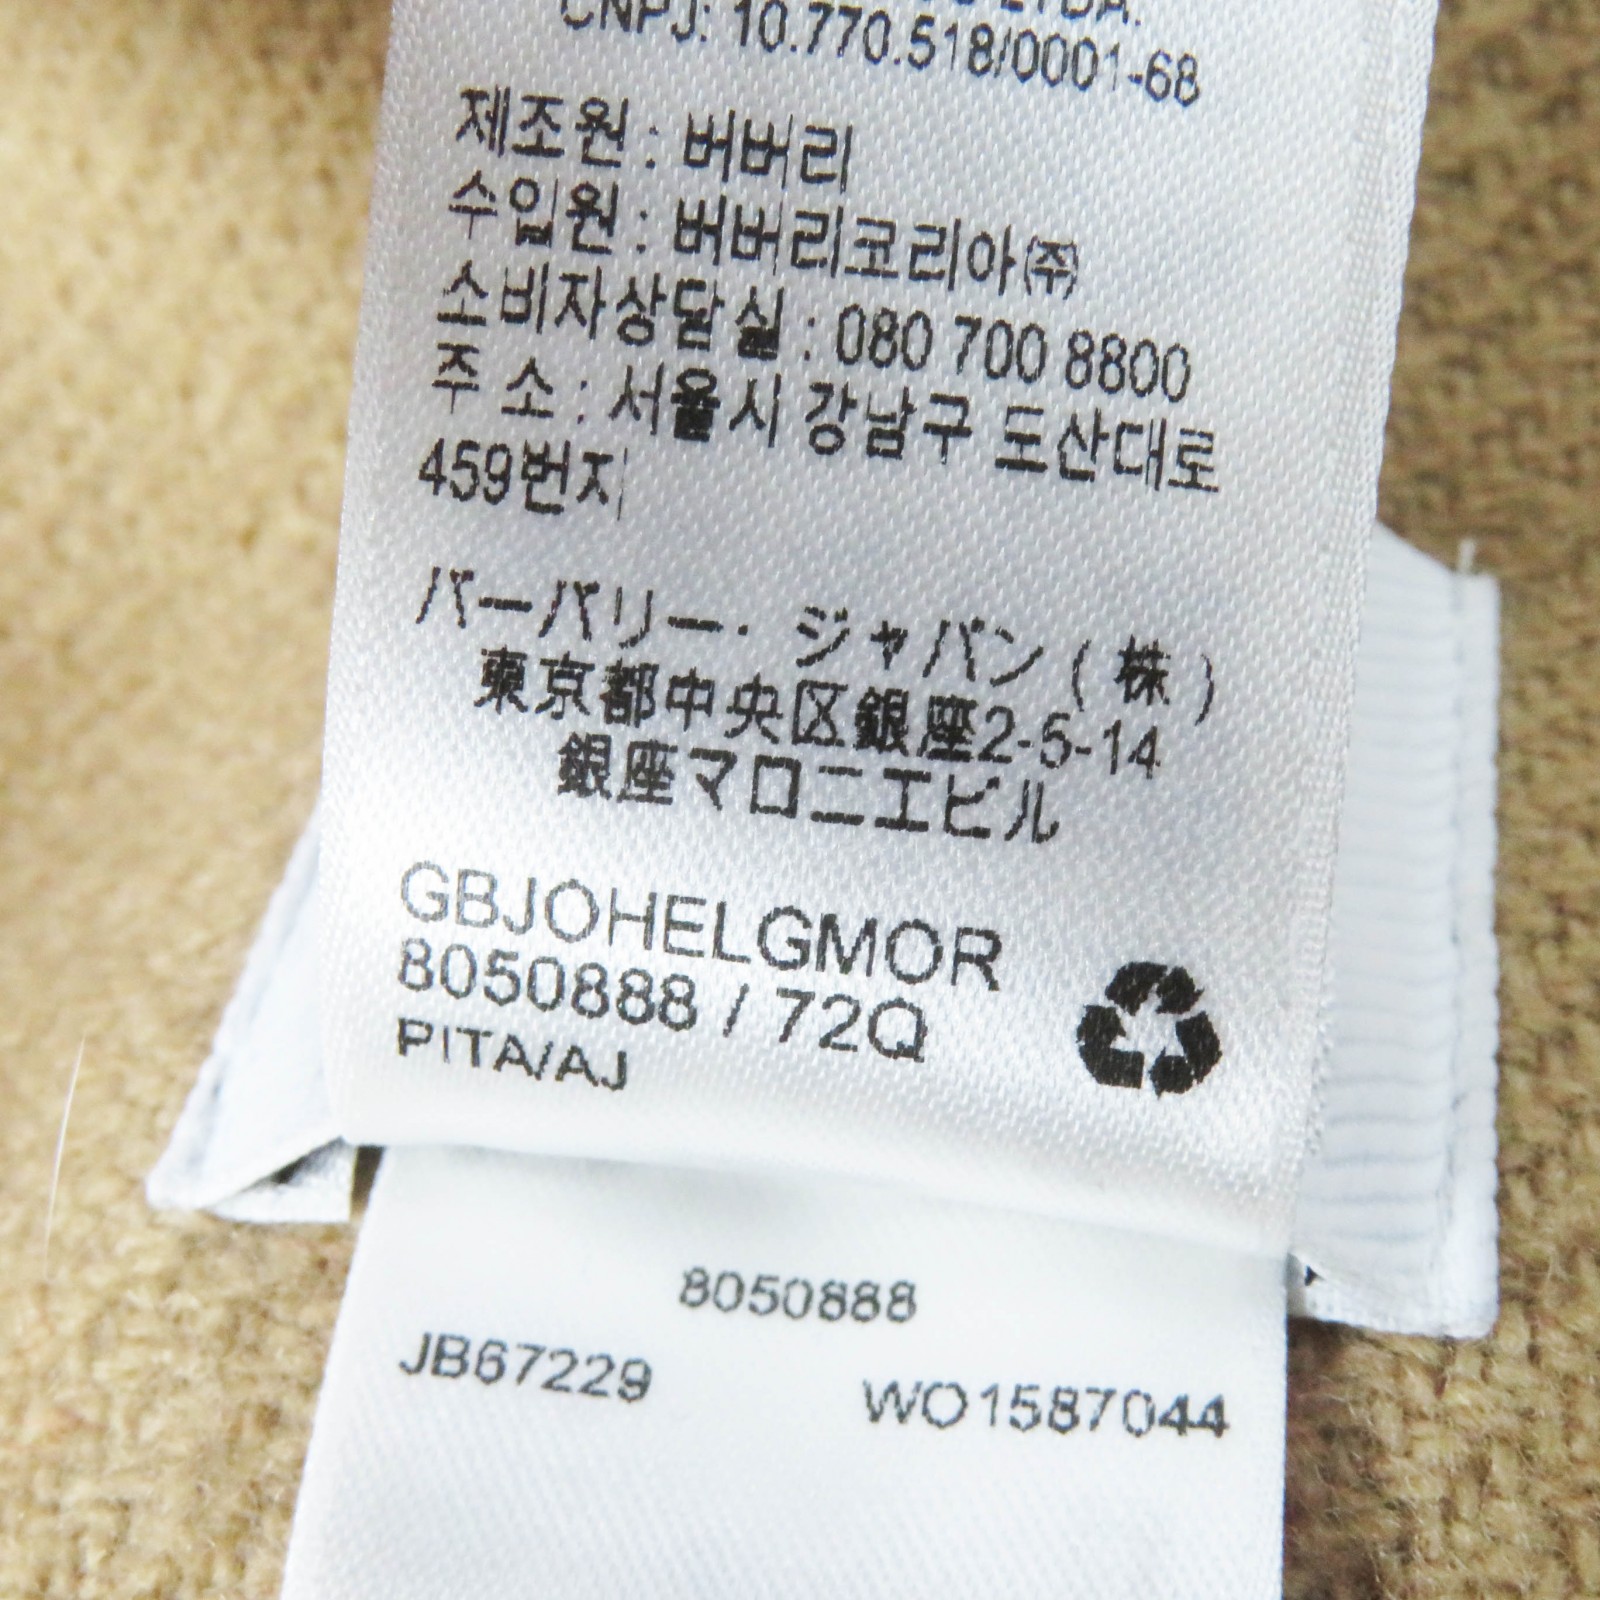 LTDA.
CNPJ: 10.770.518/0001-68
제조원 : 버버리
수입원 : 버버리코리아㈜
소비자상담실 : 080 700 8800
주 소 : 서울시 강남구 도산대로
459번지
バーバリー・ジャパン ( 株 )
東京都中央区銀座2-5-14
銀座マロニエビル
GBJOHELGMOR
8050888 / 72Q
PITA/AJ
8050888
JB67229 WO1587044